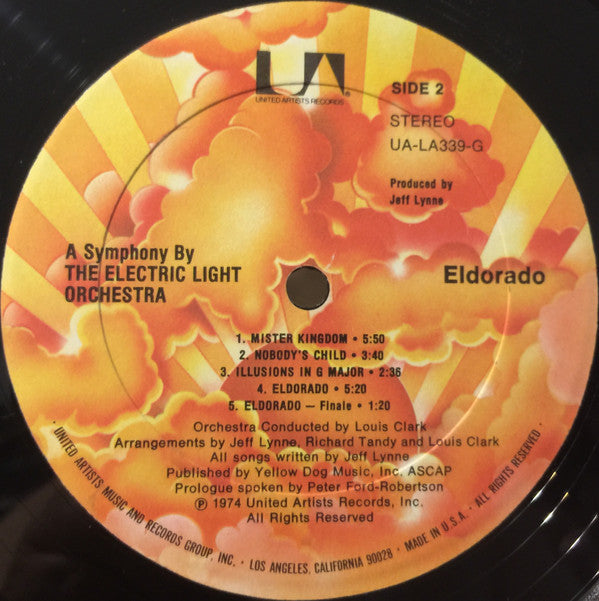 UA
®
UNITED ARTISTS RECORDS
SIDE 2
STEREO
UA-LA339-G
Produced by
Jeff Lynne
A Symphony By
THE ELECTRIC LIGHT
ORCHESTRA
Eldorado
1. MISTER KINGDOM • 5:50
2. NOBODY'S CHILD • 3:40
3. ILLUSIONS IN G MAJOR • 2:36
4. ELDORADO • 5:20
5. ELDORADO — Finale • 1:20
Orchestra Conducted by Louis Clark
Arrangements by Jeff Lynne, Richard Tandy and Louis Clark
All songs written by Jeff Lynne
Published by Yellow Dog Music, Inc. ASCAP
Prologue spoken by Peter Ford-Robertson
℗ 1974 United Artists Records, Inc.
All Rights Reserved
• UNITED ARTISTS MUSIC AND RECORDS GROUP, INC. • LOS ANGELES, CALIFORNIA 90028 • MADE IN U.S.A. • ALL RIGHTS RESERVED •